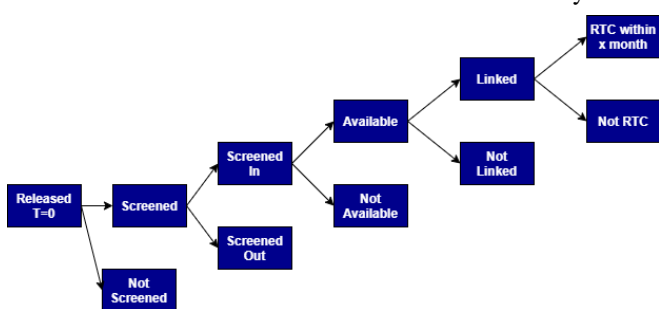 Released
T=0
Screened
Not
Screened
Screened
In
Screened
Out
Available
Not
Available
Linked
Not
Linked
RTC within
x month
Not RTC